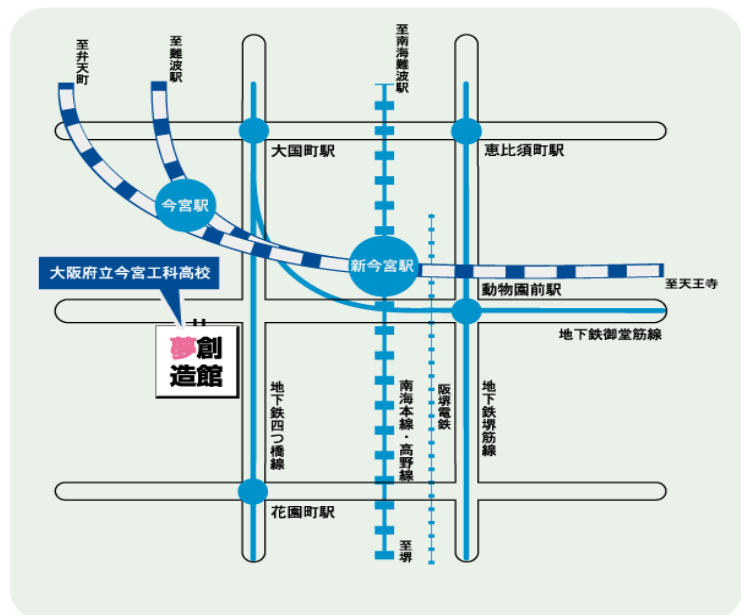 至弁天町
至難波駅
至南海難波駅
大国町駅
恵比須町駅
今宮駅
新今宮駅
大阪府立今宮工科高校
動物園前駅
至天王寺
地下鉄御堂筋線
夢創
造館
地下鉄四つ橋線
南海本線・高野線
阪堺電鉄
地下鉄堺筋線
花園町駅
至堺